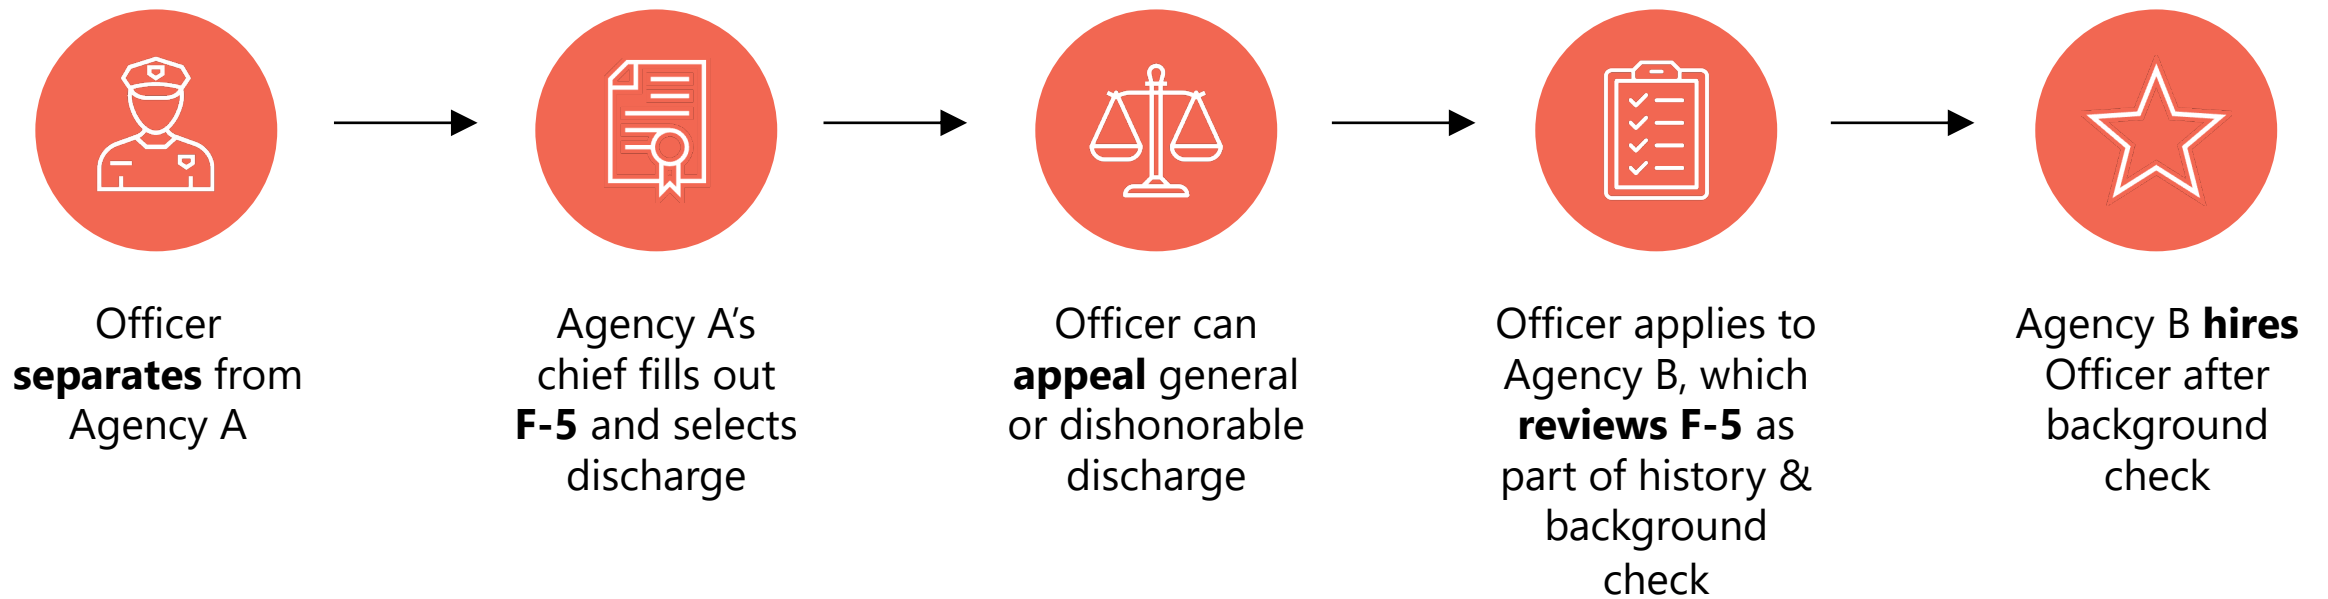 Officer
separates from
Agency A
Agency A's
chief fills out
F-5 and selects
discharge
Officer can
appeal general
or dishonorable
discharge
Officer applies to
Agency B, which
reviews F-5 as
part of history &
background
check
Agency B hires
Officer after
background
check